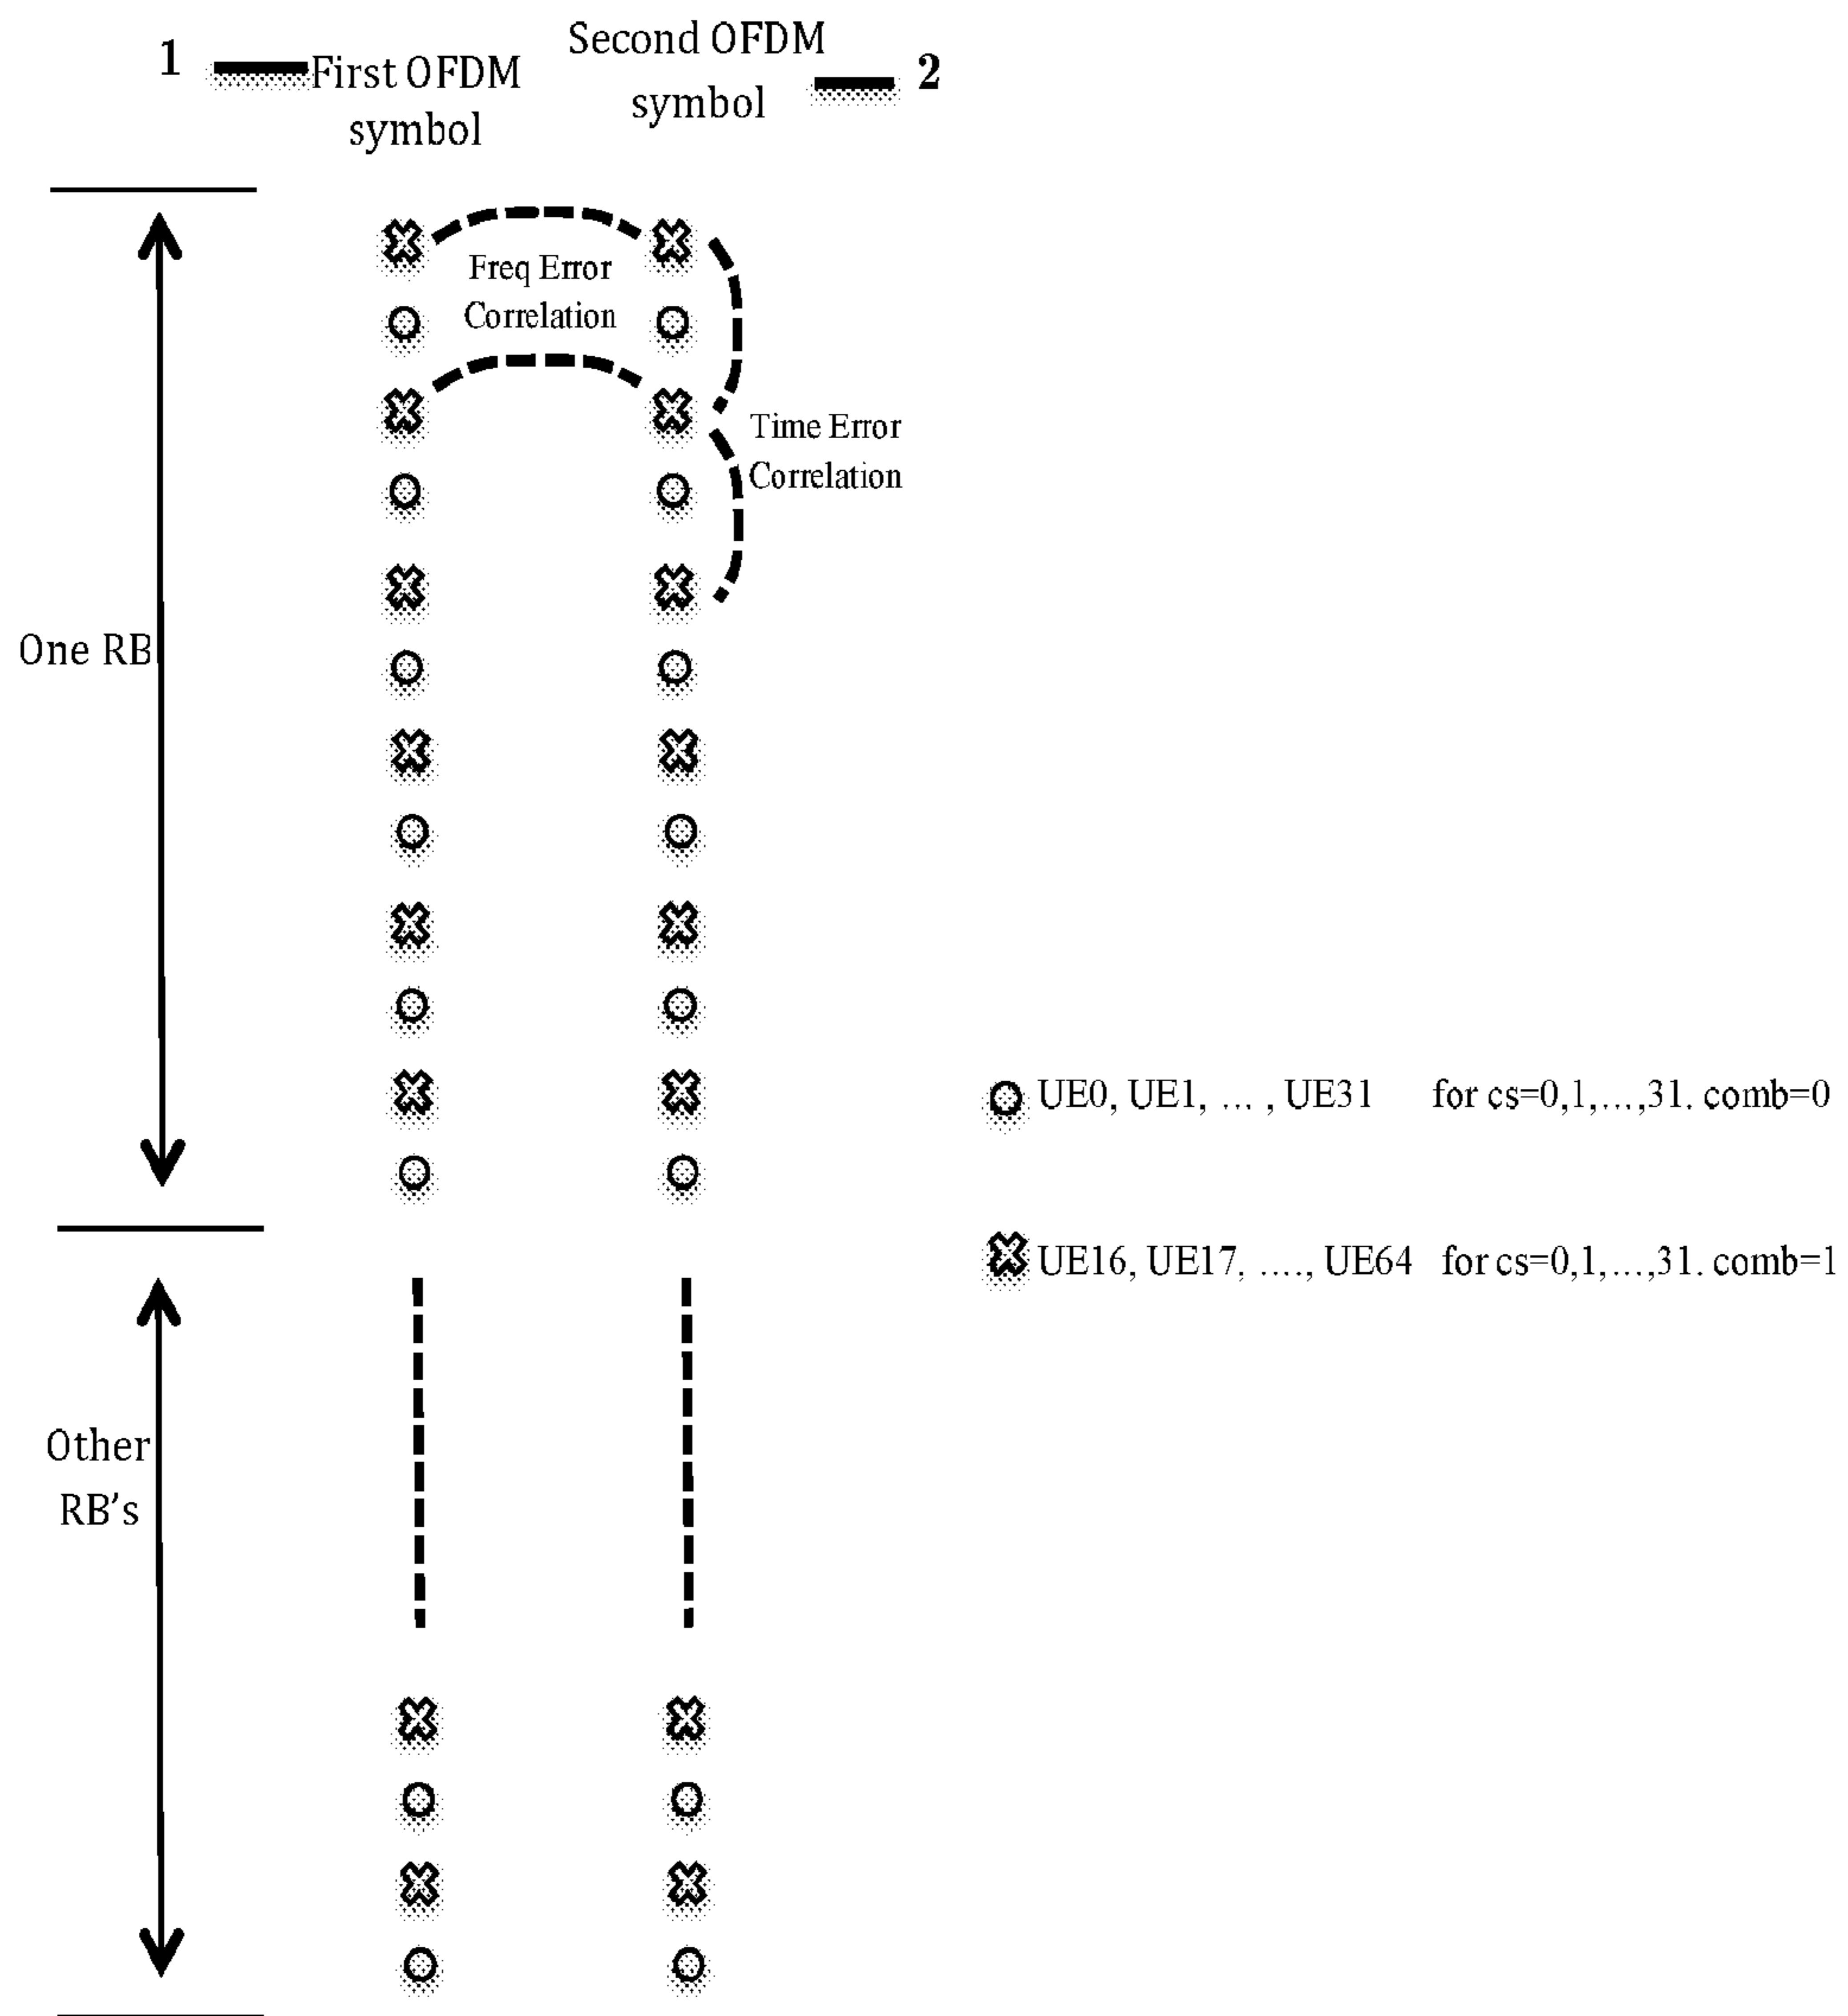 1
First OFDM
symbol
Second OFDM
symbol
2
Freq Error
Correlation
Time Error
Correlation
One RB
UE0, UE1, ... , UE31 for cs=0,1,...,31. comb=0
UE16, UE17, ...., UE64 for cs=0,1,...,31. comb=1
Other
RB's